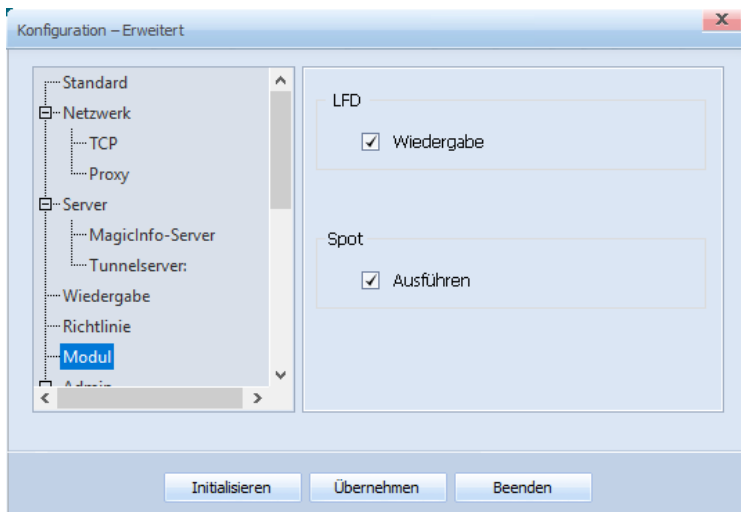 Konfiguration – Erweitert
Standard
Netzwerk
TCP
Proxy
Server
MagicInfo-Server
Tunnelserver:
Wiedergabe
Richtlinie
Modul
Admin
LFD
Wiedergabe
Spot
Ausführen
Initialisieren
Übernehmen
Beenden